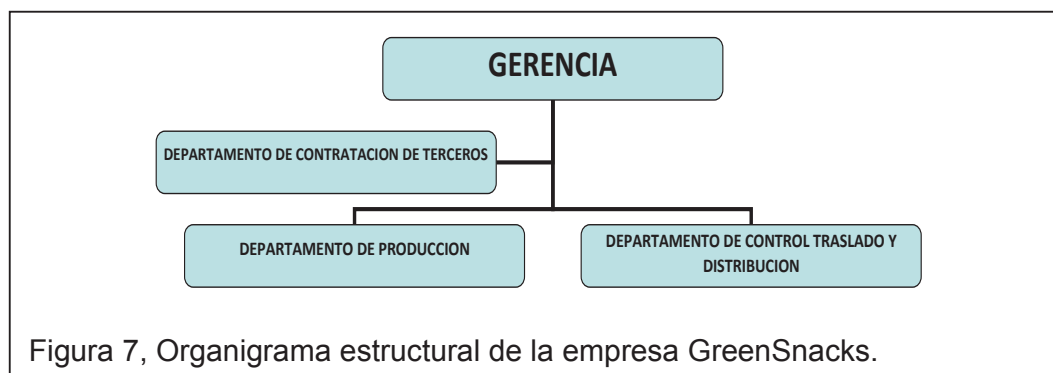 GERENCIA
DEPARTAMENTO DE CONTRATACION DE TERCEROS
DEPARTAMENTO DE PRODUCCION
DEPARTAMENTO DE CONTROL TRASLADO Y
DISTRIBUCION
Figura 7, Organigrama estructural de la empresa GreenSnacks.